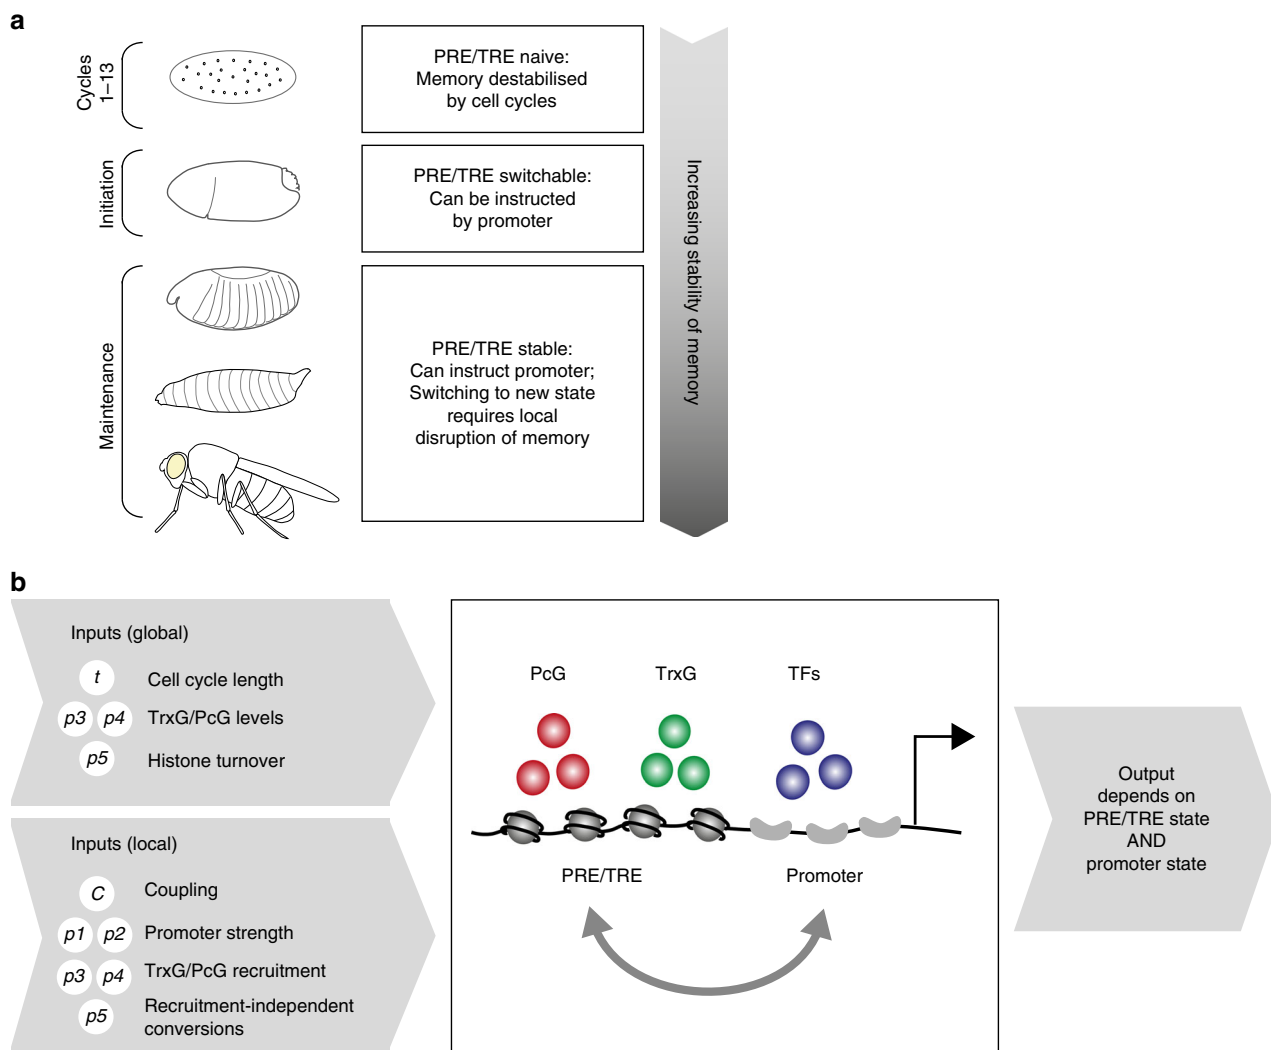 a
Cycles
1–13
PRE/TRE naive:
Memory destabilised
by cell cycles
Initiation
PRE/TRE switchable:
Can be instructed
by promoter
Maintenance
PRE/TRE stable:
Can instruct promoter;
Switching to new state
requires local
disruption of memory
Increasing stability of memory
b
Inputs (global)
t Cell cycle length
p3 p4 TrxG/PcG levels
p5 Histone turnover
Inputs (local)
C Coupling
p1 p2 Promoter strength
p3 p4 TrxG/PcG recruitment
p5 Recruitment-independent
conversions
PcG TrxG TFs
PRE/TRE Promoter
Output
depends on
PRE/TRE state
AND
promoter state